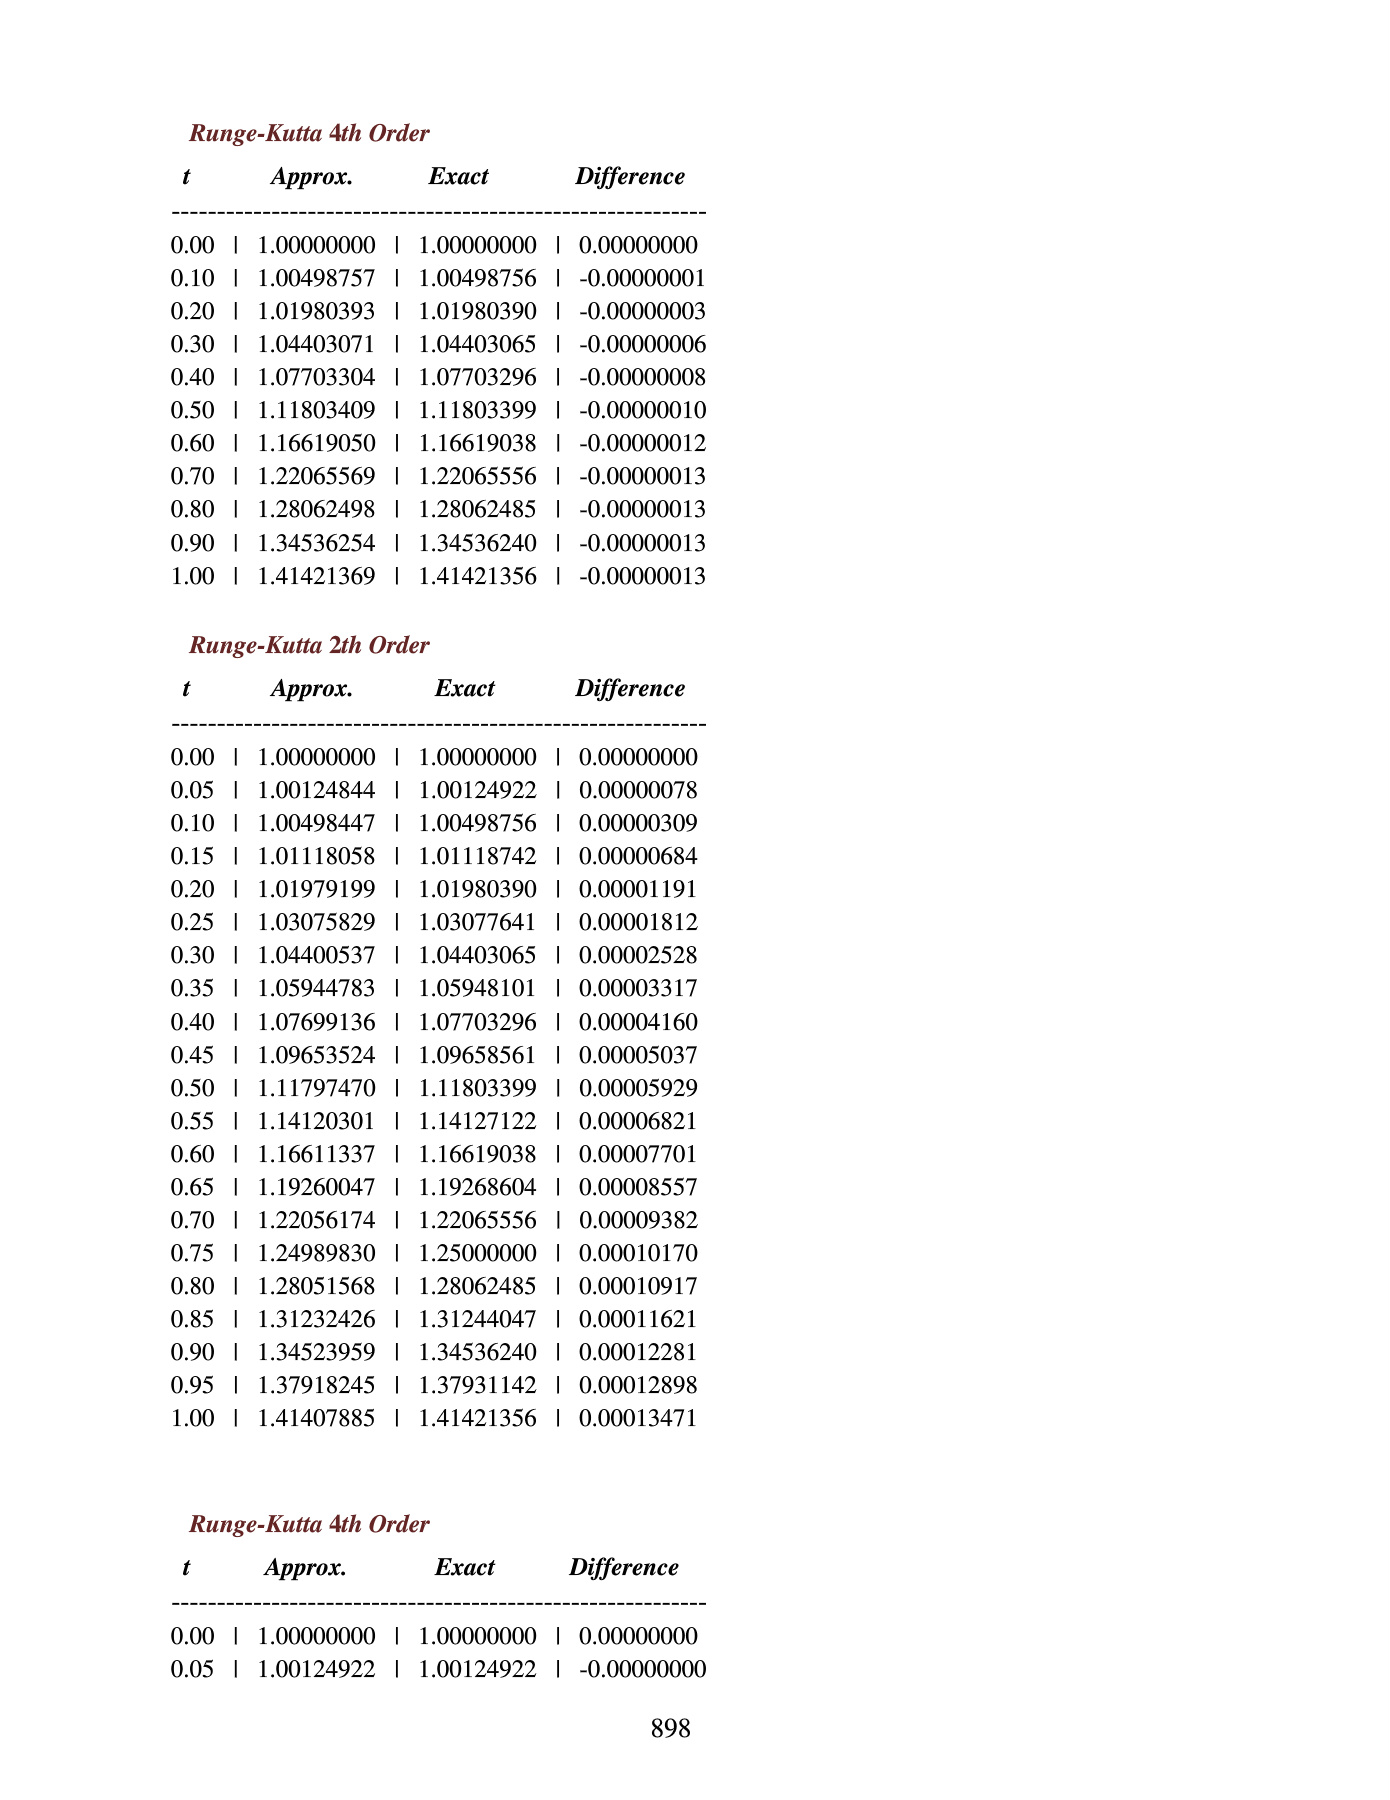 Runge-Kutta 4th Order
t Approx. Exact Difference
-----------------------------------------------------------
0.00 | 1.00000000 | 1.00000000 | 0.00000000
0.10 | 1.00498757 | 1.00498756 | -0.00000001
0.20 | 1.01980393 | 1.01980390 | -0.00000003
0.30 | 1.04403071 | 1.04403065 | -0.00000006
0.40 | 1.07703304 | 1.07703296 | -0.00000008
0.50 | 1.11803409 | 1.11803399 | -0.00000010
0.60 | 1.16619050 | 1.16619038 | -0.00000012
0.70 | 1.22065569 | 1.22065556 | -0.00000013
0.80 | 1.28062498 | 1.28062485 | -0.00000013
0.90 | 1.34536254 | 1.34536240 | -0.00000013
1.00 | 1.41421369 | 1.41421356 | -0.00000013
Runge-Kutta 2th Order
t Approx. Exact Difference
-----------------------------------------------------------
0.00 | 1.00000000 | 1.00000000 | 0.00000000
0.05 | 1.00124844 | 1.00124922 | 0.00000078
0.10 | 1.00498447 | 1.00498756 | 0.00000309
0.15 | 1.01118058 | 1.01118742 | 0.00000684
0.20 | 1.01979199 | 1.01980390 | 0.00001191
0.25 | 1.03075829 | 1.03077641 | 0.00001812
0.30 | 1.04400537 | 1.04403065 | 0.00002528
0.35 | 1.05944783 | 1.05948101 | 0.00003317
0.40 | 1.07699136 | 1.07703296 | 0.00004160
0.45 | 1.09653524 | 1.09658561 | 0.00005037
0.50 | 1.11797470 | 1.11803399 | 0.00005929
0.55 | 1.14120301 | 1.14127122 | 0.00006821
0.60 | 1.16611337 | 1.16619038 | 0.00007701
0.65 | 1.19260047 | 1.19268604 | 0.00008557
0.70 | 1.22056174 | 1.22065556 | 0.00009382
0.75 | 1.24989830 | 1.25000000 | 0.00010170
0.80 | 1.28051568 | 1.28062485 | 0.00010917
0.85 | 1.31232426 | 1.31244047 | 0.00011621
0.90 | 1.34523959 | 1.34536240 | 0.00012281
0.95 | 1.37918245 | 1.37931142 | 0.00012898
1.00 | 1.41407885 | 1.41421356 | 0.00013471
Runge-Kutta 4th Order
t Approx. Exact Difference
-----------------------------------------------------------
0.00 | 1.00000000 | 1.00000000 | 0.00000000
0.05 | 1.00124922 | 1.00124922 | -0.00000000
898